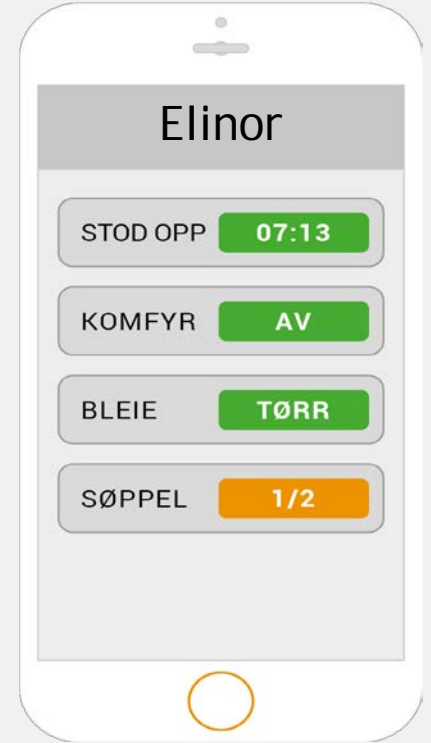 Elinor
STOD OPP 07:13
KOMFYR AV
BLEIE TØRR
SØPPEL 1/2